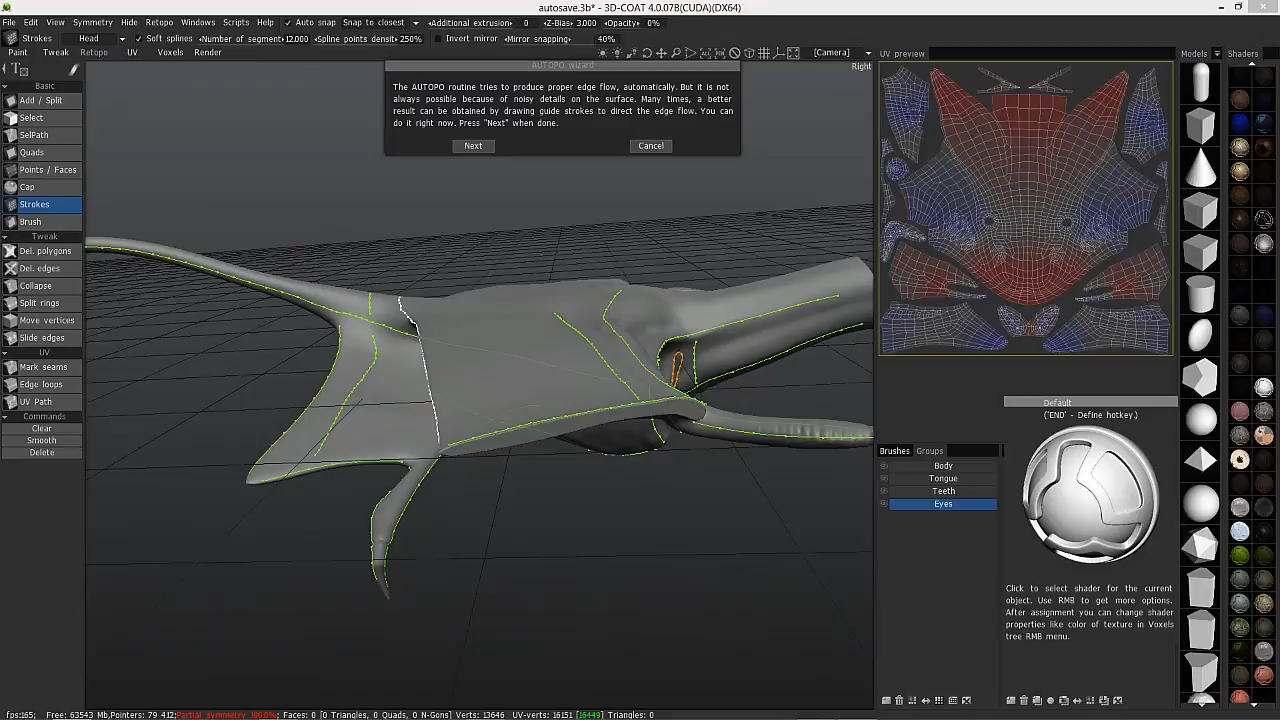 autosave.3b* - 3D-COAT 4.0.07B(CUDA)(DX64)
File Edit View Symmetry Hide Retopo Windows Scripts Help Auto snap Snap to closest Additional extrusion 0 Z-Bias 3.000 Opacity 0%
Strokes Head Soft splines Number of segment 12.000 Spline points densit 250% Invert mirror Mirror snapping 40%
Paint Tweak Retopo UV Voxels Render [Camera] UV preview Models Shaders
Right
Basic
Add / Split
Select
SelPath
Quads
Points / Faces
Cap
Strokes
Brush
Tweak
Del. polygons
Del. edges
Collapse
Split rings
Move vertices
Slide edges
UV
Mark seams
Edge loops
UV Path
Commands
Clear
Smooth
Delete
AUTOPO wizard
The AUTOPO routine tries to produce proper edge flow, automatically. But it is not
always possible because of noisy details on the surface. Many times, a better
result can be obtained by drawing guide strokes to direct the edge flow. You can
do it right now. Press "Next" when done.
Next Cancel
Default
('END' - Define hotkey.)
Brushes Groups
Body
Tongue
Teeth
Eyes
Click to select shader for the current
object. Use RMB to get more options.
After assignment you can change shader
properties like color of texture in Voxels
tree RMB menu.
fps:165; Free: 63543 Mb,Pointers: 79 412; Faces: 0 [0 Triangles, 0 Quads, 0 N-Gons] Verts: 13646 UV-verts: 16151 [16449] Triangles: 0